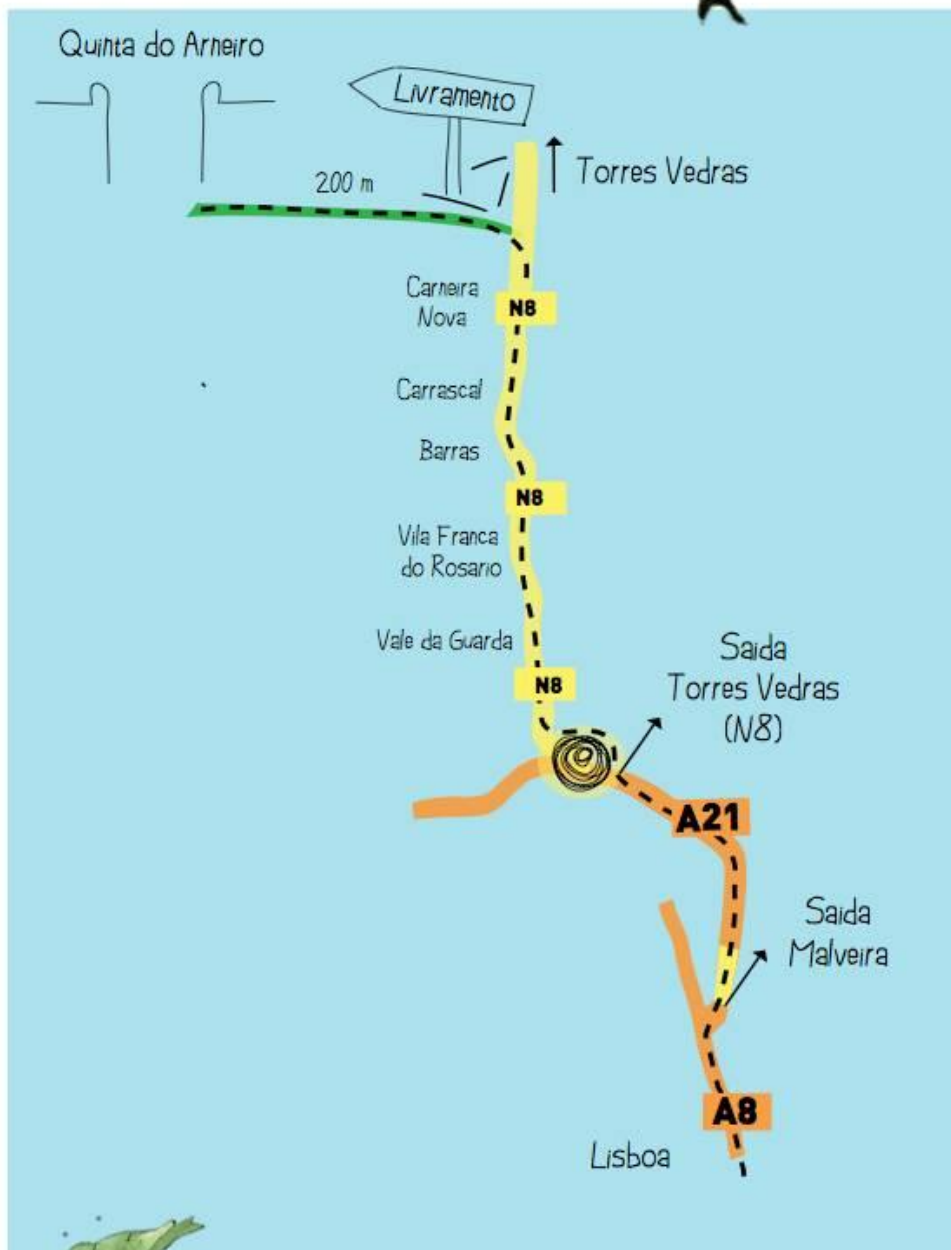 Quinta do Arneiro
Livramento
Torres Vedras
200 m
Carneira
Nova
N8
Carrascal
Barras
N8
Vila Franca
do Rosario
Vale da Guarda
N8
Saida
Torres Vedras
(N8)
A21
Saida
Malveira
A8
Lisboa